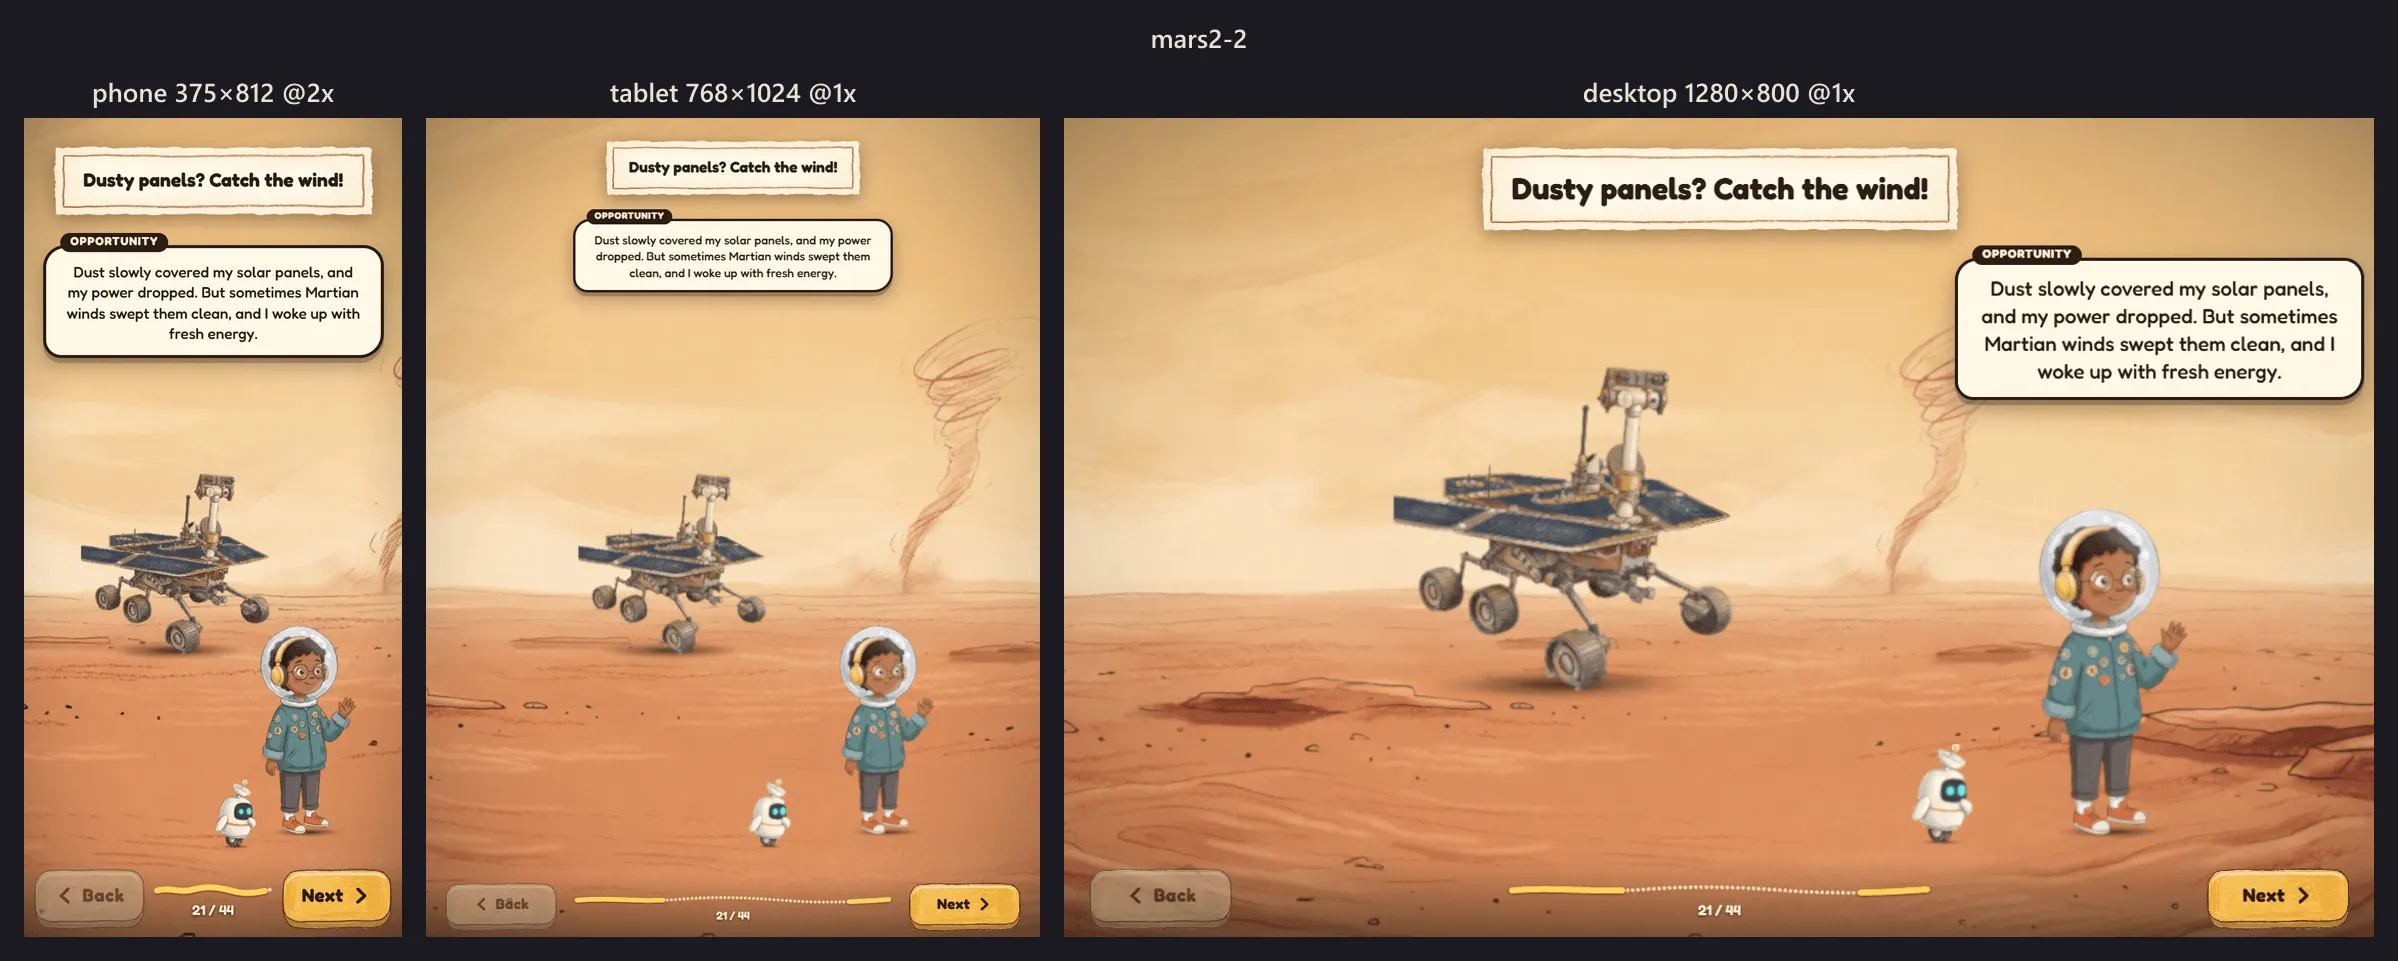 mars2-2
phone 375×812 @2x
Dusty panels? Catch the wind!
OPPORTUNITY
Dust slowly covered my solar panels, and
my power dropped. But sometimes Martian
winds swept them clean, and I woke up with
fresh energy.
Back
21 / 44
Next
tablet 768×1024 @1x
Dusty panels? Catch the wind!
OPPORTUNITY
Dust slowly covered my solar panels, and my power
dropped. But sometimes Martian winds swept them
clean, and I woke up with fresh energy.
Back
21 / 44
Next
desktop 1280×800 @1x
Dusty panels? Catch the wind!
OPPORTUNITY
Dust slowly covered my solar panels,
and my power dropped. But sometimes
Martian winds swept them clean, and I
woke up with fresh energy.
Back
21 / 44
Next